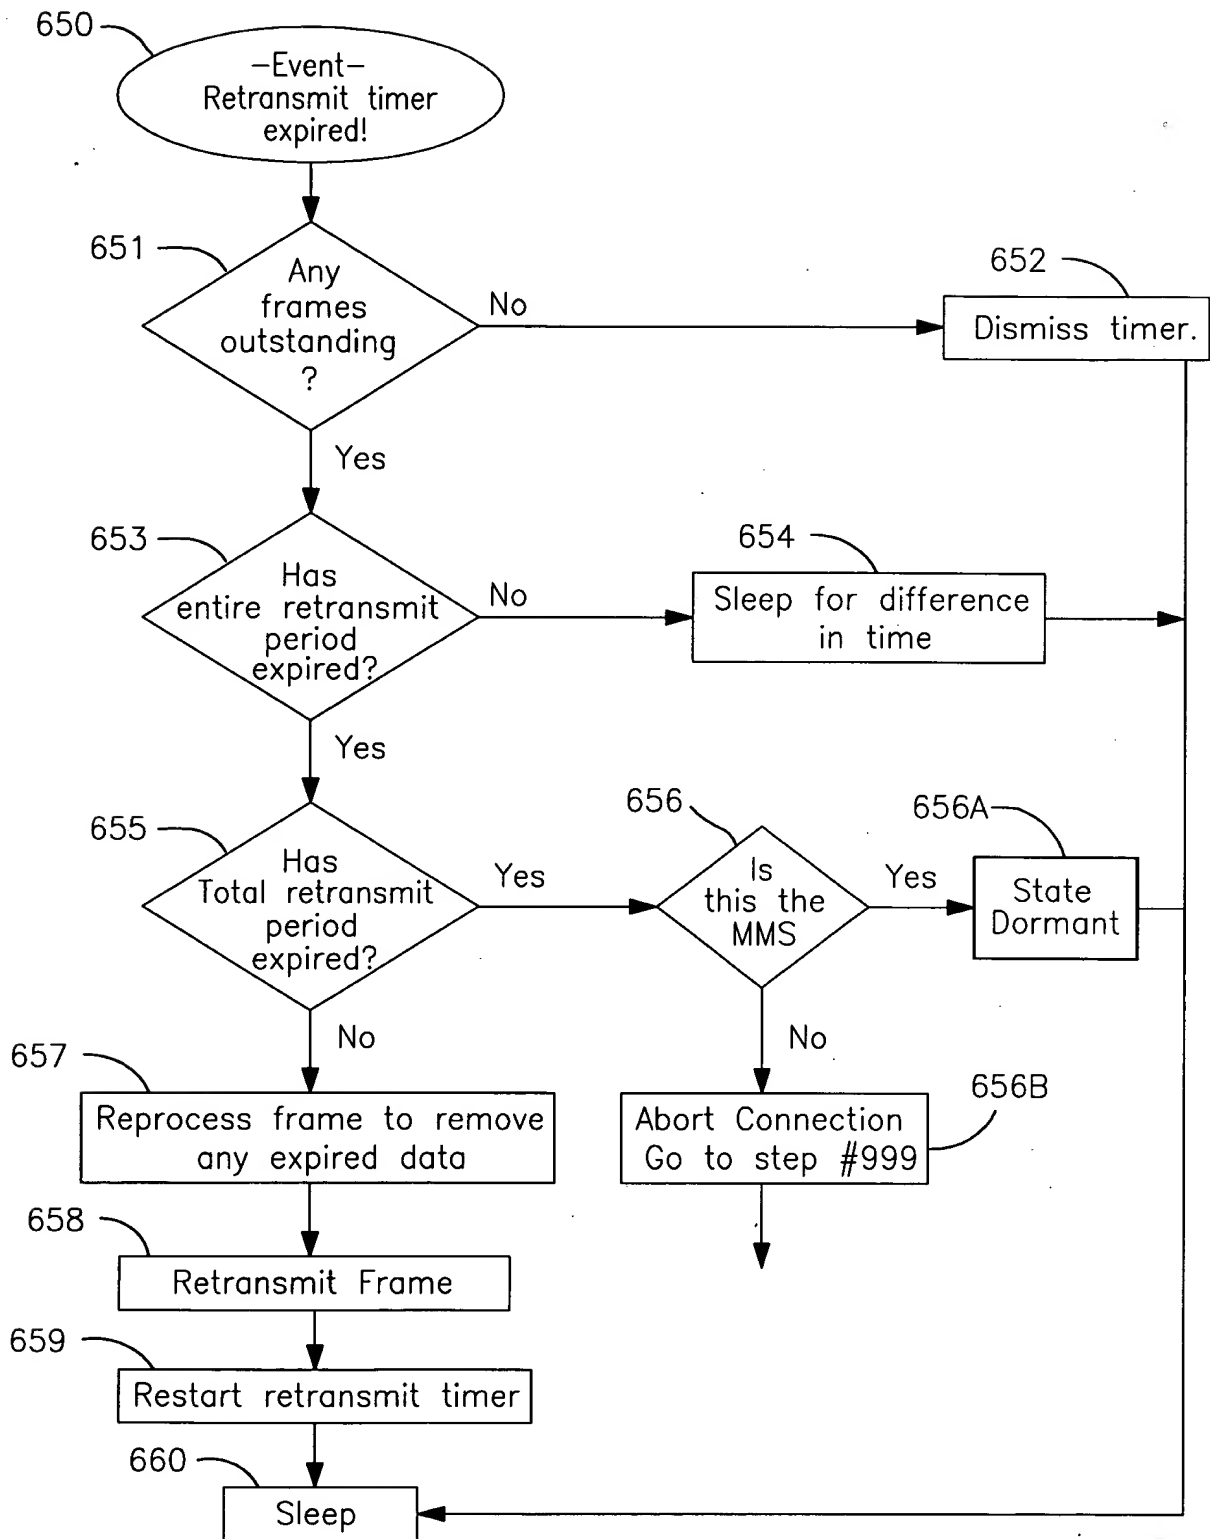 650
–Event–
Retransmit timer
expired!
651
Any
frames
outstanding
?
No
652
Dismiss timer.
Yes
653
Has
entire retransmit
period
expired?
No
654
Sleep for difference
in time
Yes
655
Has
Total retransmit
period
expired?
Yes
656
Is
this the
MMS
Yes
656A
State
Dormant
No
No
657
Reprocess frame to remove
any expired data
656B
Abort Connection
Go to step #999
658
Retransmit Frame
659
Restart retransmit timer
660
Sleep